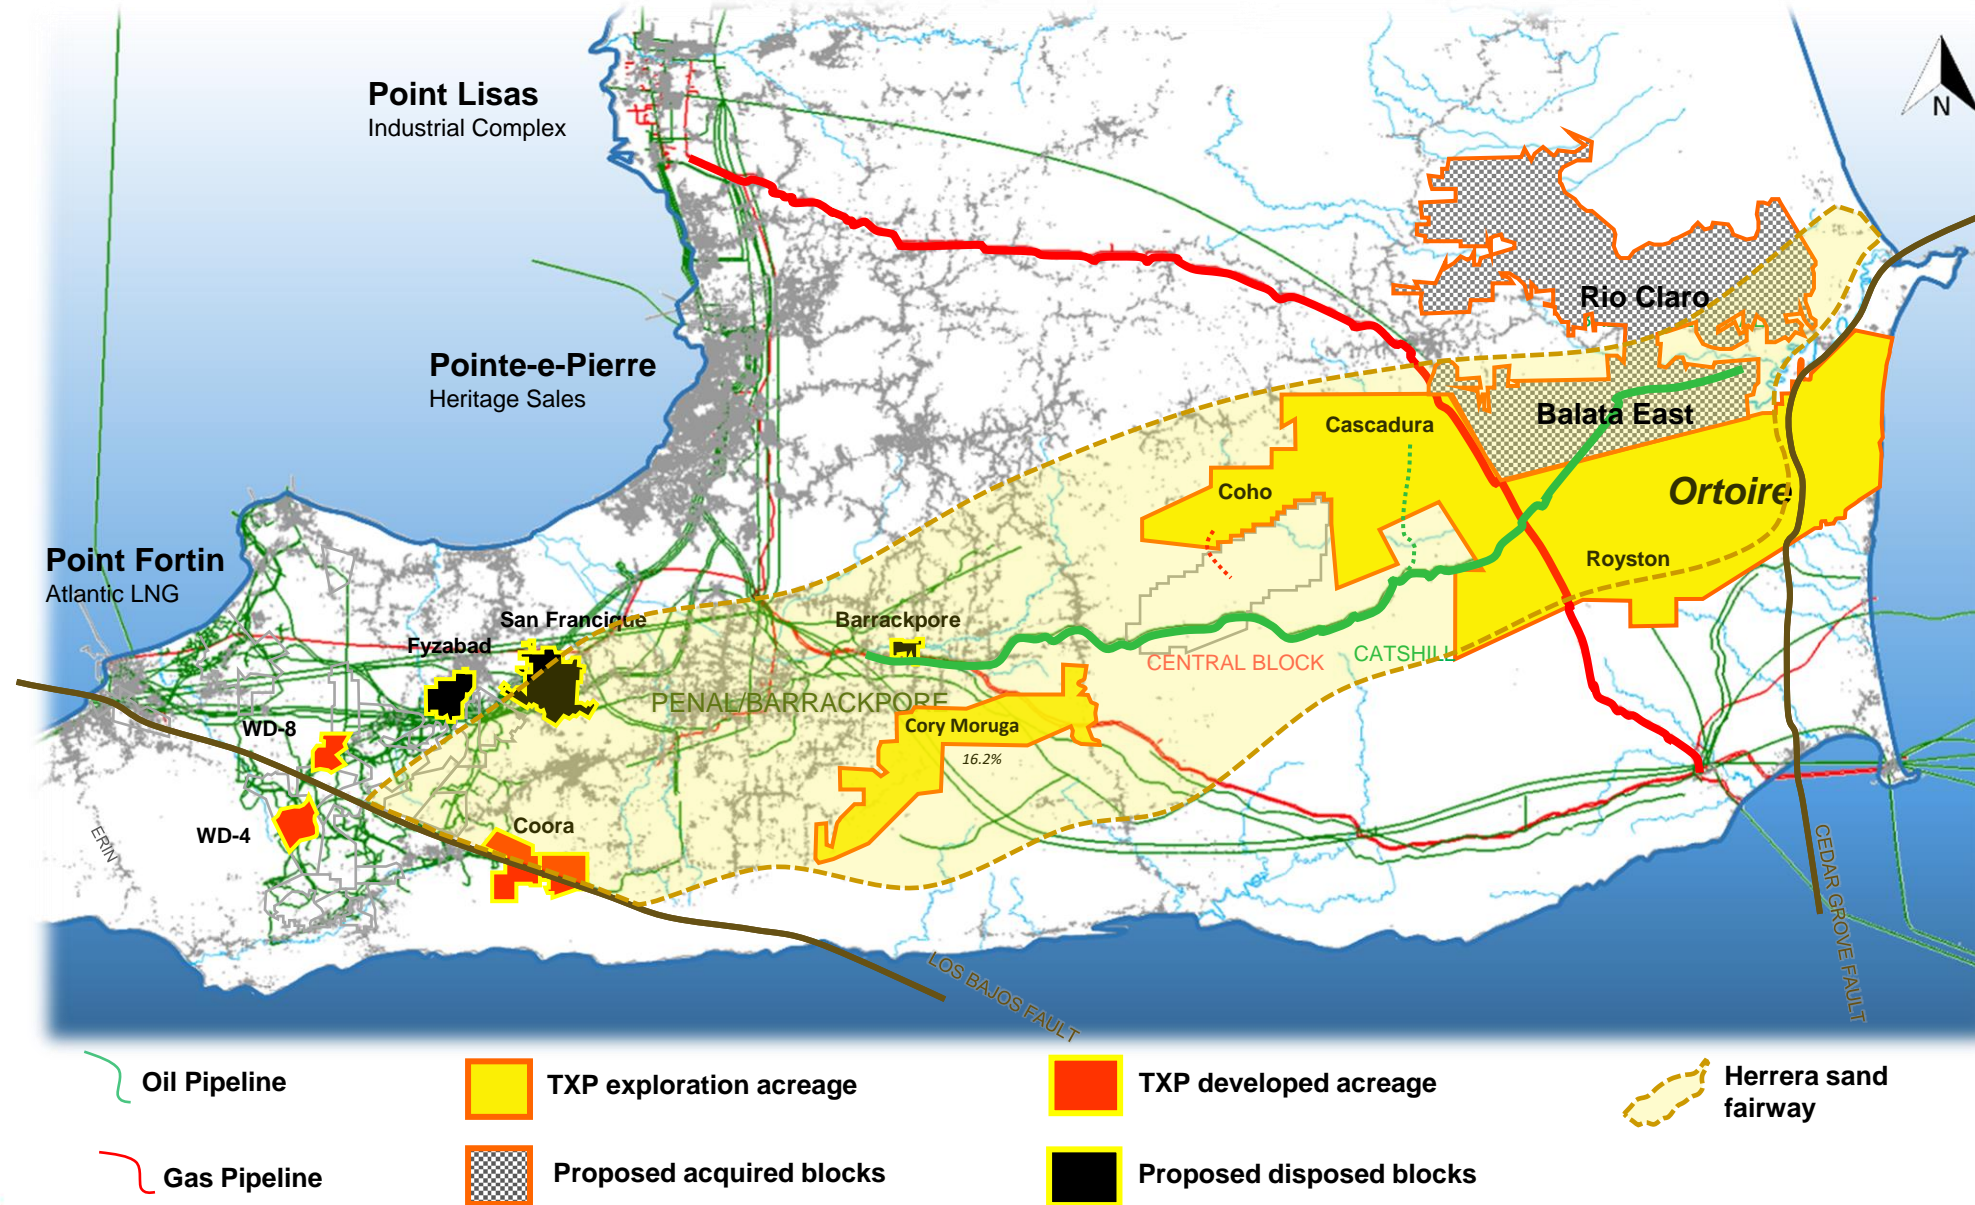 Point Lisas
Industrial Complex
N
Rio Claro
Pointe-e-Pierre
Heritage Sales
Balata East
Cascadura
Coho
Ortoire
Royston
Point Fortin
Atlantic LNG
San Francique
Barrackpore
Fyzabad
CENTRAL BLOCK
CATSHILL
PENAL/BARRACKPORE
WD-8
Cory Moruga
16.2%
WD-4
Coora
ERIN
CEDAR GROVE FAULT
LOS BAJOS FAULT
Oil Pipeline
TXP exploration acreage
TXP developed acreage
Herrera sand
fairway
Gas Pipeline
Proposed acquired blocks
Proposed disposed blocks